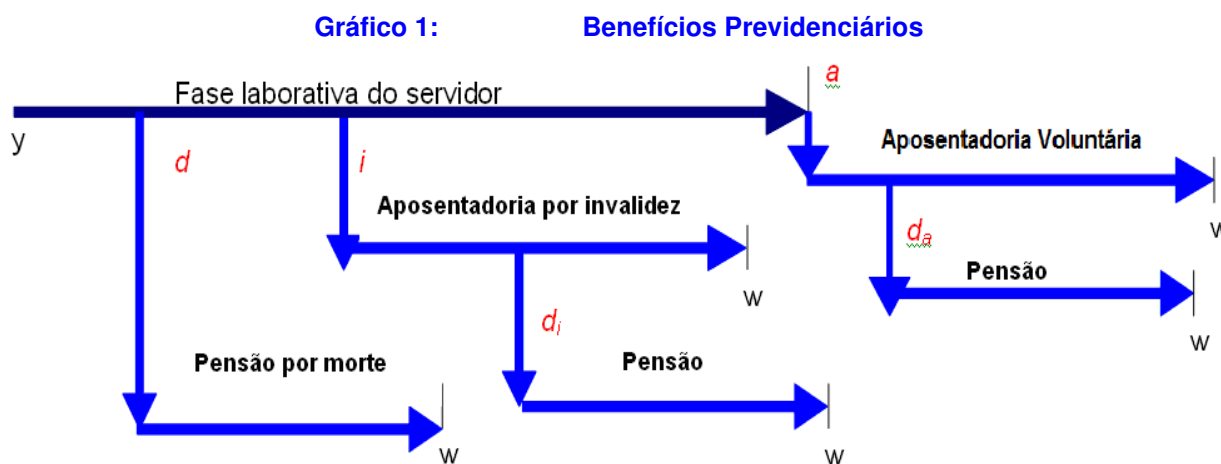 Gráfico 1: Benefícios Previdenciários
a
Fase laborativa do servidor
y
d
i
Aposentadoria Voluntária
Aposentadoria por invalidez
w
da
Pensão
w
di
w
Pensão por morte
Pensão
w
w